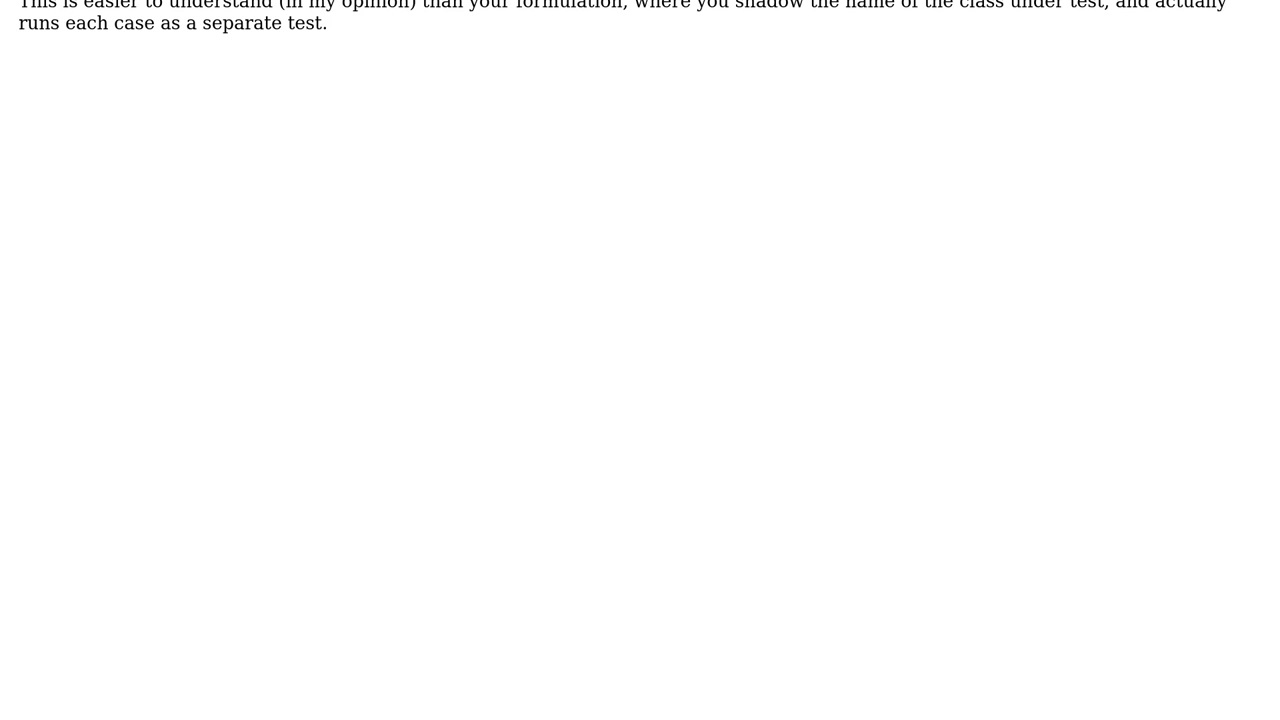 This is easier to understand (in my opinion) than your formulation, where you shadow the name of the class under test, and actually
runs each case as a separate test.